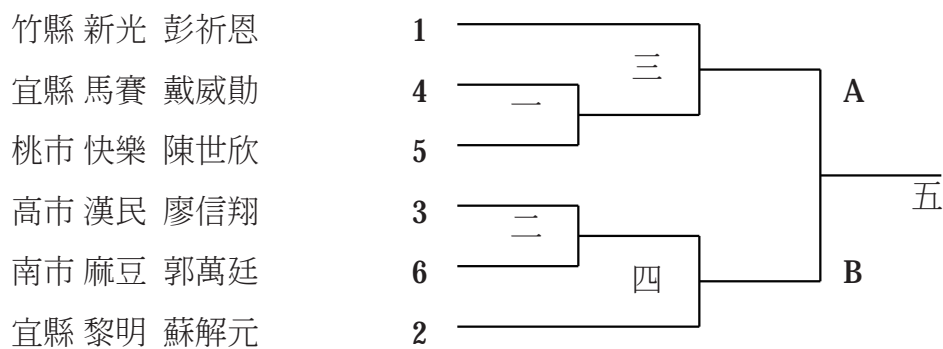 竹縣 新光 彭祈恩 1
三
宜縣 馬賽 戴威勛 4 一 A
桃市 快樂 陳世欣 5
五
高市 漢民 廖信翔 3 二
南市 麻豆 郭萬廷 6 四 B
宜縣 黎明 蘇解元 2